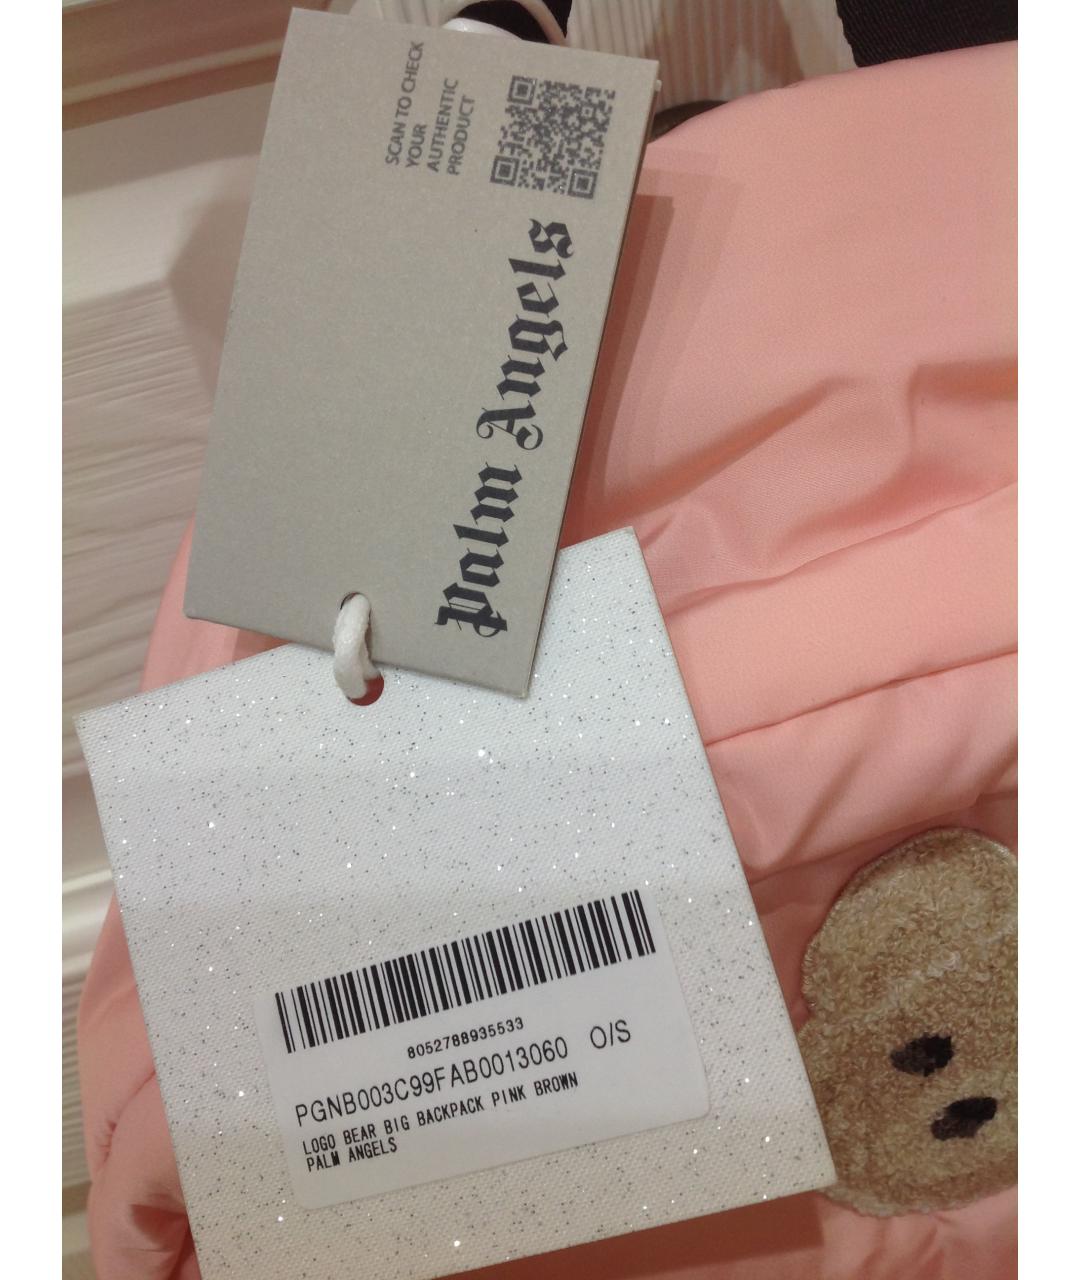 SCAN TO CHECK
YOUR
AUTHENTIC
PRODUCT
Palm Angels
8052788935533
PGNB003C99FAB0013060 O/S
LOGO BEAR BIG BACKPACK PINK BROWN
PALM ANGELS